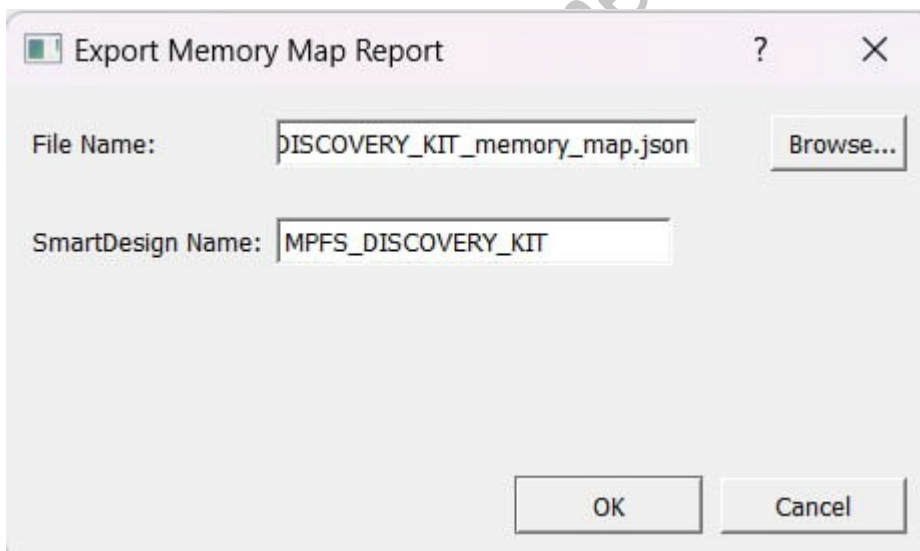 Export Memory Map Report
?
File Name:
DISCOVERY_KIT_memory_map.json
Browse...
SmartDesign Name:
MPFS_DISCOVERY_KIT
OK
Cancel